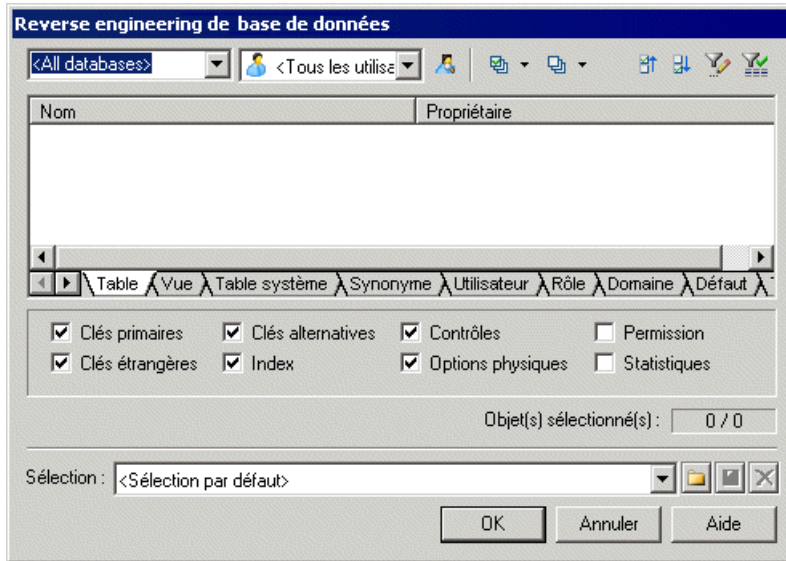 Reverse engineering de base de données
<All databases> <Tous les utilisa
Nom Propriétaire
Table Vue Table système Synonyme Utilisateur Rôle Domaine Défaut
Clés primaires Clés alternatives Contrôles Permission
Clés étrangères Index Options physiques Statistiques
Objet(s) sélectionné(s) : 0 / 0
Sélection : <Sélection par défaut>
OK Annuler Aide